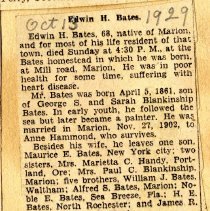 Oct 13 1929
Edwin H. Bates.
Edwin H. Bates, 68, native of Marion,
and for most of his life resident of that
town, died Sunday at 4:30 P. M., at the
Bates homestead in which he was born,
at Mill road, Marion. He was in poor
health for some time, suffering with
heart disease.
Mr. Bates was born April 5, 1861, son
of George S. and Sarah Blankinship
Bates. In early youth, he followed the
sea but later became a painter. He was
married in Marion, Nov. 27, 1902, to
Anne Hammond, who survives.
Besides his wife, he leaves one son,
Maurice E. Bates, New York city; two
sisters, Mrs. Marietta C. Handy, Port-
land, Ore; Mrs. Paul C. Blankinship,
Marion; five brothers, William J. Bates,
Waltham; Alfred S. Bates, Marion; No-
ble E. Bates, Sea Breeze, Fla.; H. E.
Bates, North Rochester; and James R.